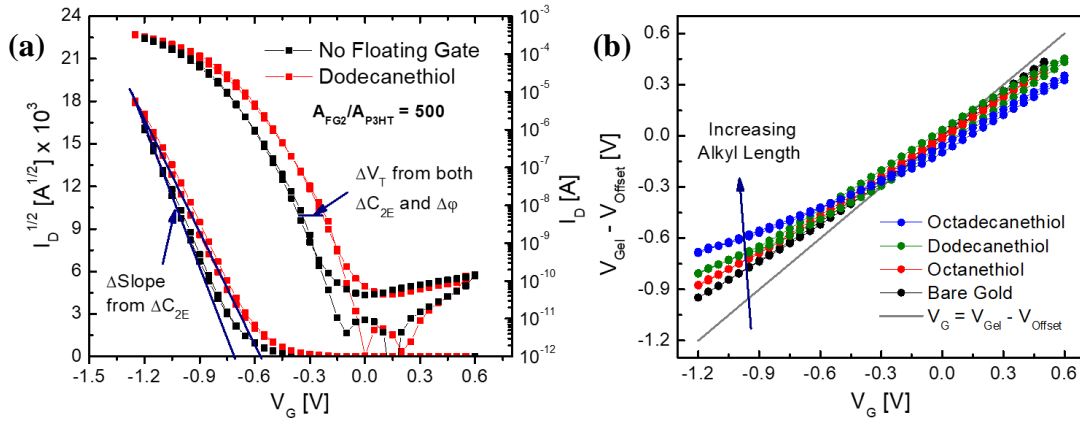 (a)
24
21
18
15
12
9
6
3
0
I_D^1/2 [A^1/2] × 10^3
No Floating Gate
Dodecanethiol
A_FG2/A_P3HT = 500
ΔV_T from both
ΔC_2E and Δφ
ΔSlope
from ΔC_2E
10^-3
10^-4
10^-5
10^-6
10^-7
10^-8
10^-9
10^-10
10^-11
10^-12
I_D [A]
-1.5 -1.2 -0.9 -0.6 -0.3 0.0 0.3 0.6
V_G [V]
(b)
0.6
0.3
0.0
-0.3
-0.6
-0.9
-1.2
V_Gel - V_Offset [V]
Increasing
Alkyl Length
Octadecanethiol
Dodecanethiol
Octanethiol
Bare Gold
V_G = V_Gel - V_Offset
-1.2 -0.9 -0.6 -0.3 0.0 0.3 0.6
V_G [V]